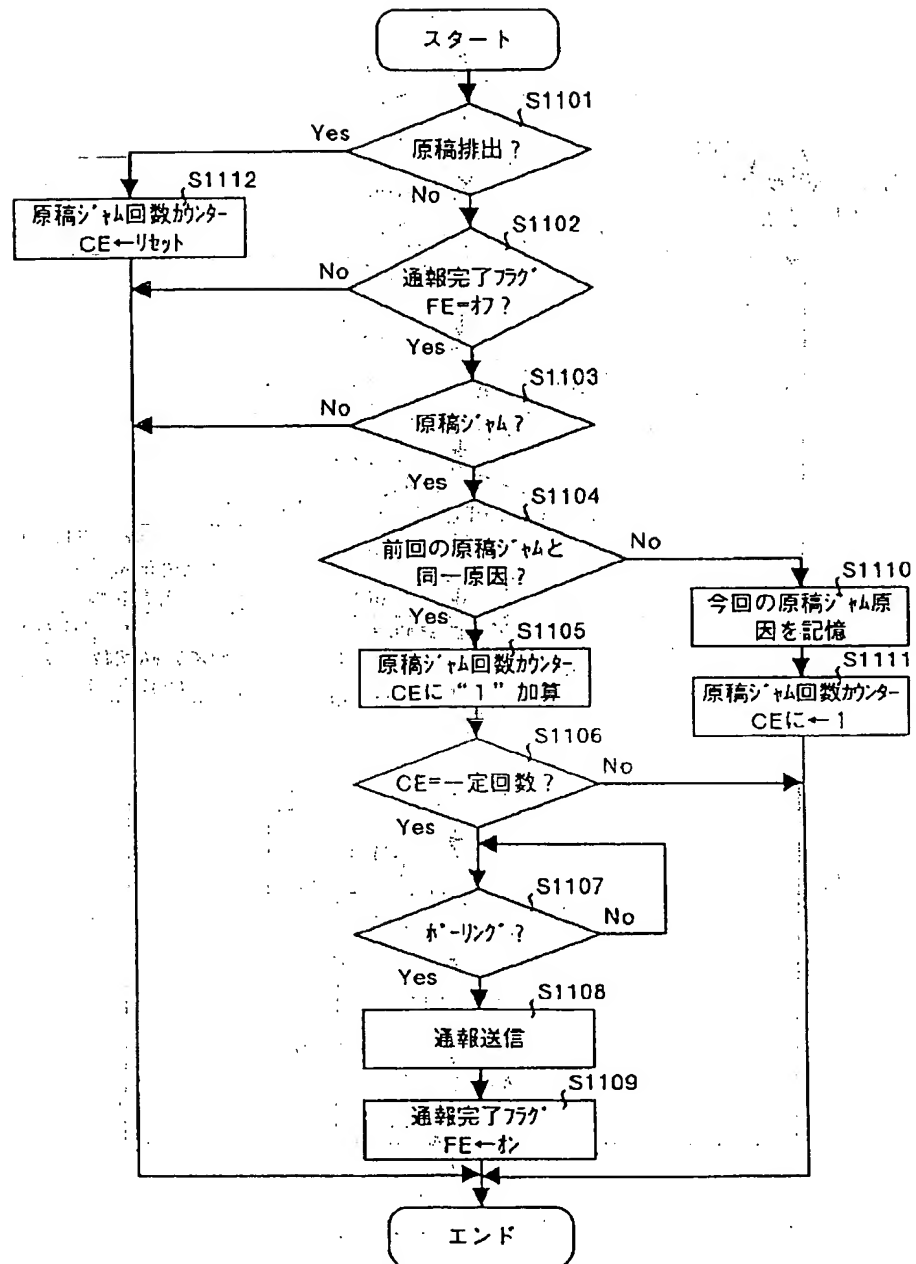 スタート
S1101
原稿排出?
Yes
No
S1112
原稿ジャム回数カウンター
CE←リセット
S1102
通報完了フラグ
FE=オフ?
No
Yes
S1103
原稿ジャム?
No
Yes
S1104
前回の原稿ジャムと
同一原因?
No
Yes
S1110
今回の原稿ジャム原
因を記憶
S1105
原稿ジャム回数カウンター
CEに “1” 加算
S1111
原稿ジャム回数カウンター
CEに←1
S1106
CE=一定回数?
No
Yes
S1107
ポーリング?
No
Yes
S1108
通報送信
S1109
通報完了フラグ
FE←オン
エンド